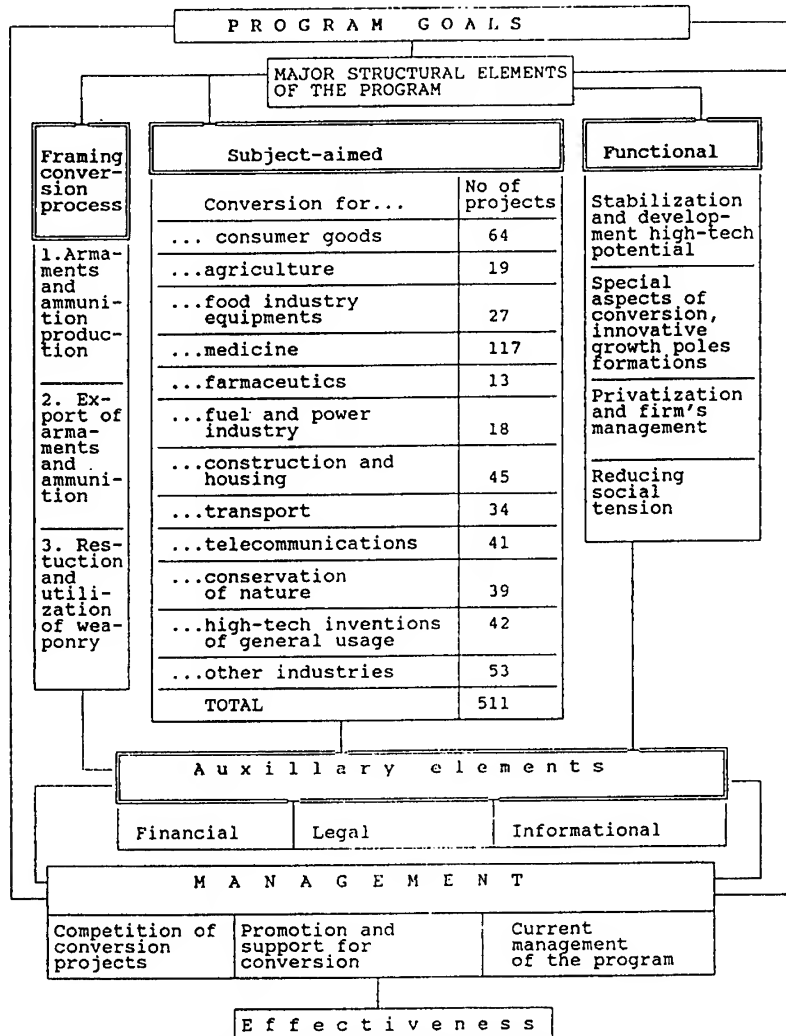 PROGRAM GOALS
MAJOR STRUCTURAL ELEMENTS
OF THE PROGRAM
Framing
conver-
sion
process
1.Arma-
ments
and
ammuni-
tion
produc-
tion
2. Ex-
port of
arma-
ments
and
ammuni-
tion
3. Res-
tuction
and
utili-
zation
of wea-
ponry
Subject-aimed
Conversion for... No of
projects
... consumer goods 64
...agriculture 19
...food industry
equipments 27
...medicine 117
...farmaceutics 13
...fuel and power
industry 18
...construction and
housing 45
...transport 34
...telecommunications 41
...conservation
of nature 39
...high-tech inventions
of general usage 42
...other industries 53
TOTAL 511
Functional
Stabilization
and develop-
ment high-tech
potential
Special
aspects of
conversion,
innovative
growth poles
formations
Privatization
and firm's
management
Reducing
social
tension
Auxillary elements
Financial Legal Informational
MANAGEMENT
Competition of
conversion
projects
Promotion and
support for
conversion
Current
management
of the program
Effectiveness